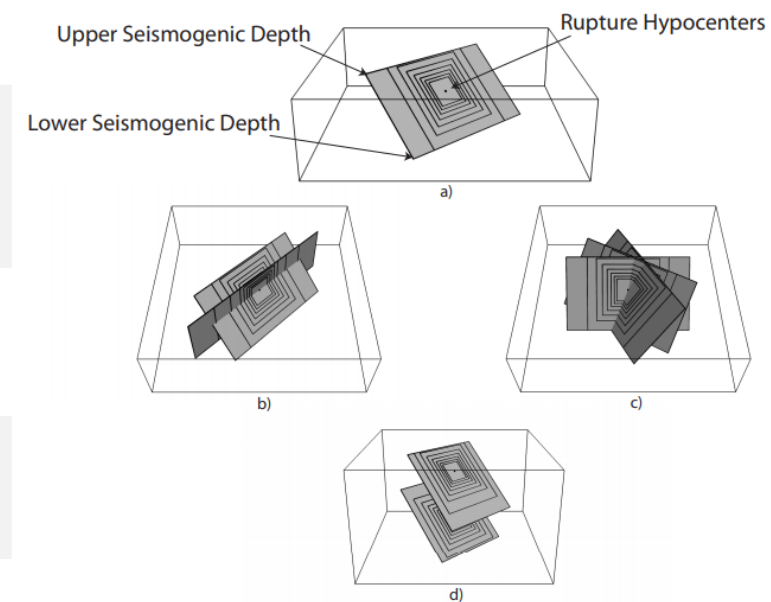 Upper Seismogenic Depth
Rupture Hypocenters
Lower Seismogenic Depth
a)
b)
c)
d)